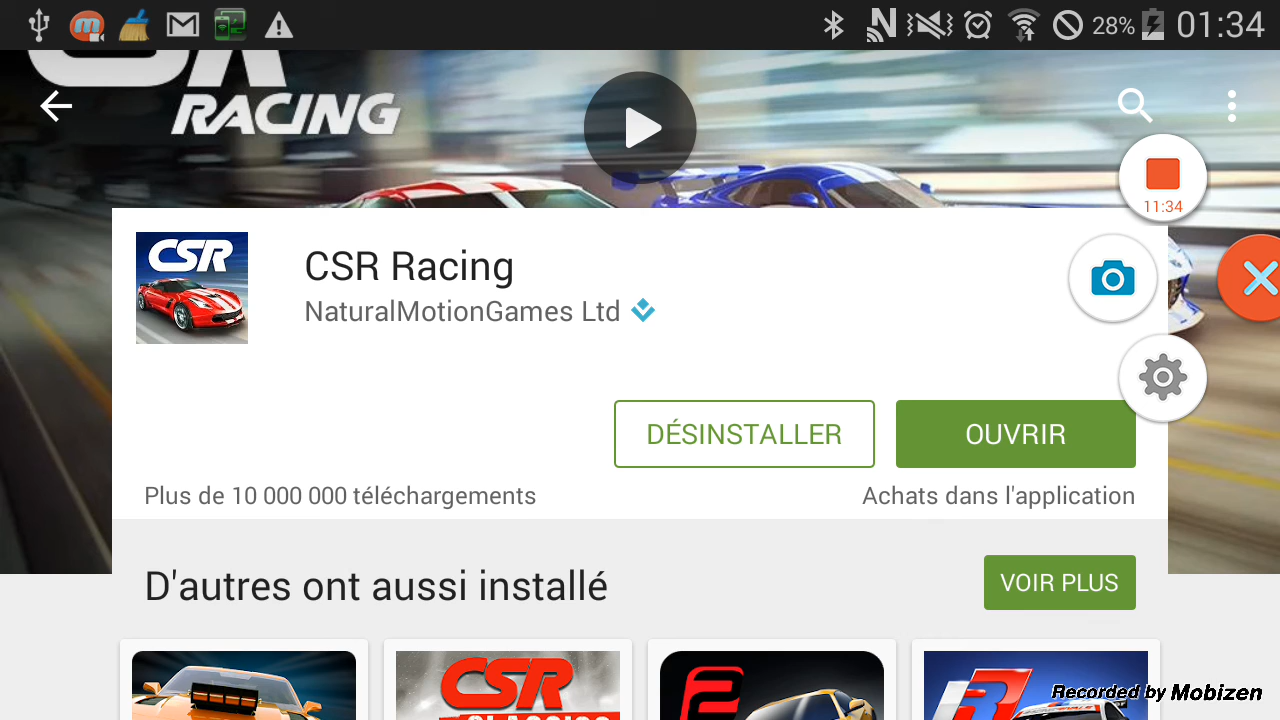 28% 01:34
RACING
11:34
CSR
CSR Racing
NaturalMotionGames Ltd
DÉSINSTALLER
OUVRIR
Plus de 10 000 000 téléchargements
Achats dans l'application
D'autres ont aussi installé
VOIR PLUS
CSR
Recorded by Mobizen